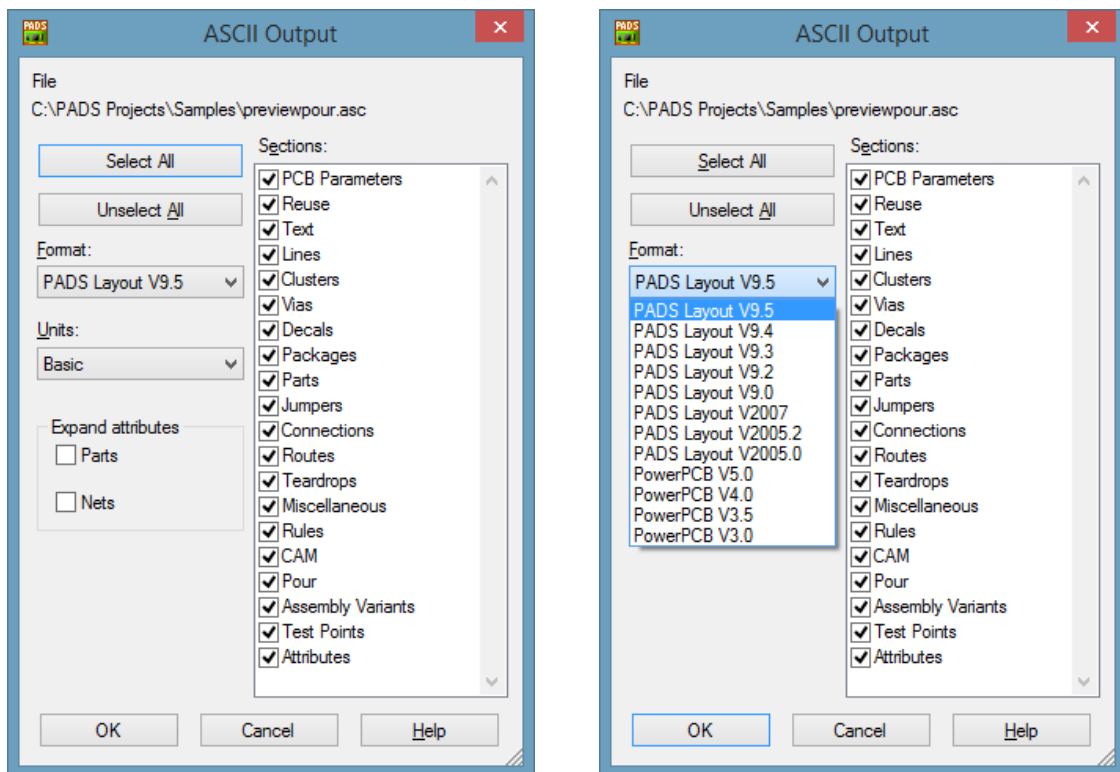 PADS
ASCII Output
File
C:\PADS Projects\Samples\previewpour.asc
Select All
Unselect All
Format:
PADS Layout V9.5
Units:
Basic
Expand attributes
Parts
Nets
Sections:
PCB Parameters
Reuse
Text
Lines
Clusters
Vias
Decals
Packages
Parts
Jumpers
Connections
Routes
Teardrops
Miscellaneous
Rules
CAM
Pour
Assembly Variants
Test Points
Attributes
OK
Cancel
Help
PADS
ASCII Output
File
C:\PADS Projects\Samples\previewpour.asc
Select All
Unselect All
Format:
PADS Layout V9.5
PADS Layout V9.5
PADS Layout V9.4
PADS Layout V9.3
PADS Layout V9.2
PADS Layout V9.0
PADS Layout V2007
PADS Layout V2005.2
PADS Layout V2005.0
PowerPCB V5.0
PowerPCB V4.0
PowerPCB V3.5
PowerPCB V3.0
Sections:
PCB Parameters
Reuse
Text
Lines
Clusters
Vias
Decals
Packages
Parts
Jumpers
Connections
Routes
Teardrops
Miscellaneous
Rules
CAM
Pour
Assembly Variants
Test Points
Attributes
OK
Cancel
Help